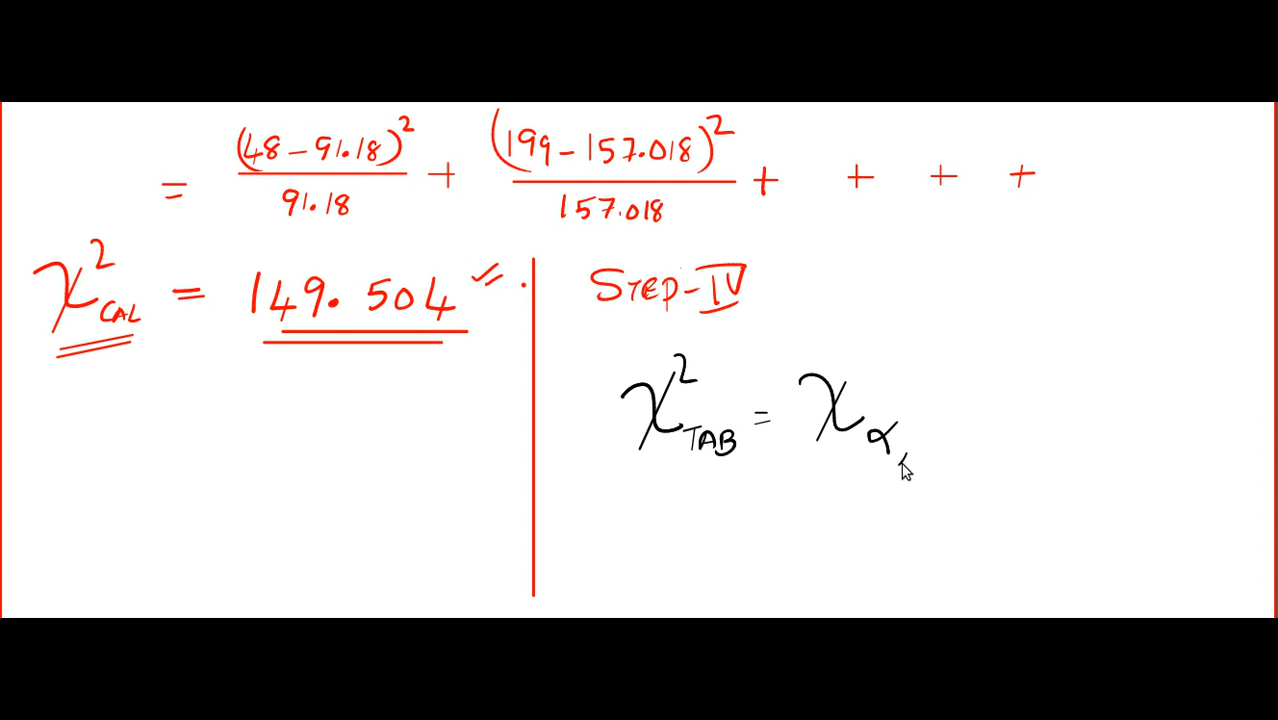 = (48 - 91.18)² / 91.18 + (199 - 157.018)² / 157.018 + + + +
χ²CAL = 149.504
STEP-IV
χ²TAB = χα,